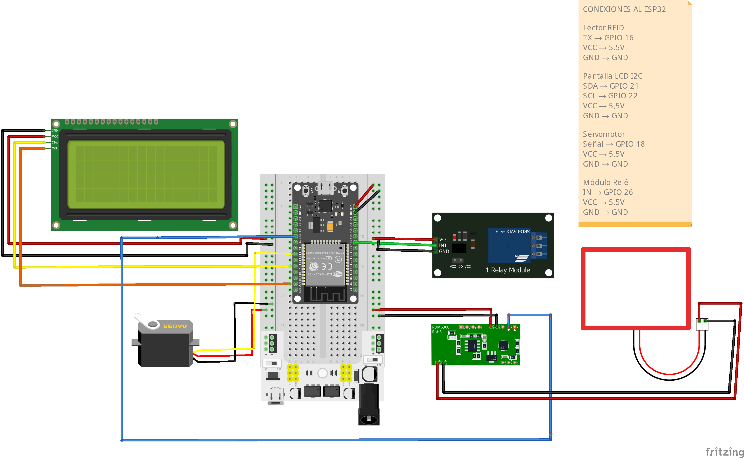 CONEXIONES AL ESP32
Lector RFID
TX → GPIO 16
VCC → 5.5V
GND → GND
Pantalla LCD I2C
SDA → GPIO 21
SCL → GPIO 22
VCC → 5,5V
GND → GND
Servomotor
Señal → GPIO 18
VCC → 5.5V
GND → GND
Módulo Relé
IN → GPIO 26
VCC → 5.5V
GND → GND
1 Relay Module
fritzing